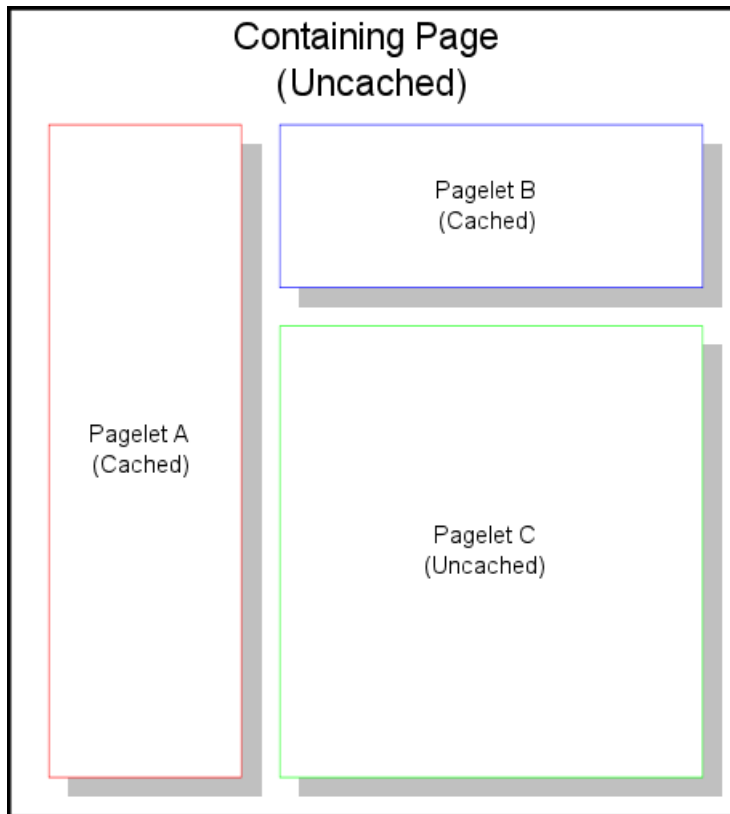 Containing Page
(Uncached)
Pagelet B
(Cached)
Pagelet A
(Cached)
Pagelet C
(Uncached)